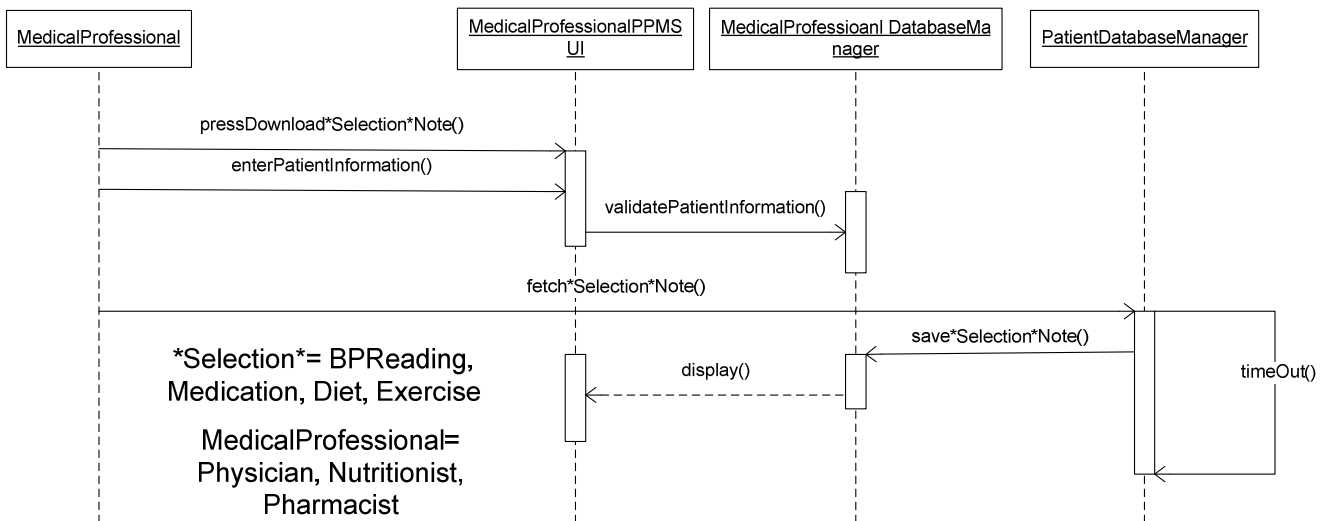 MedicalProfessional
MedicalProfessionalPPMS
UI
MedicalProfessioanl DatabaseMa
nager
PatientDatabaseManager
pressDownload*Selection*Note()
enterPatientInformation()
validatePatientInformation()
fetch*Selection*Note()
save*Selection*Note()
display()
timeOut()
*Selection*= BPReading,
Medication, Diet, Exercise
MedicalProfessional=
Physician, Nutritionist,
Pharmacist